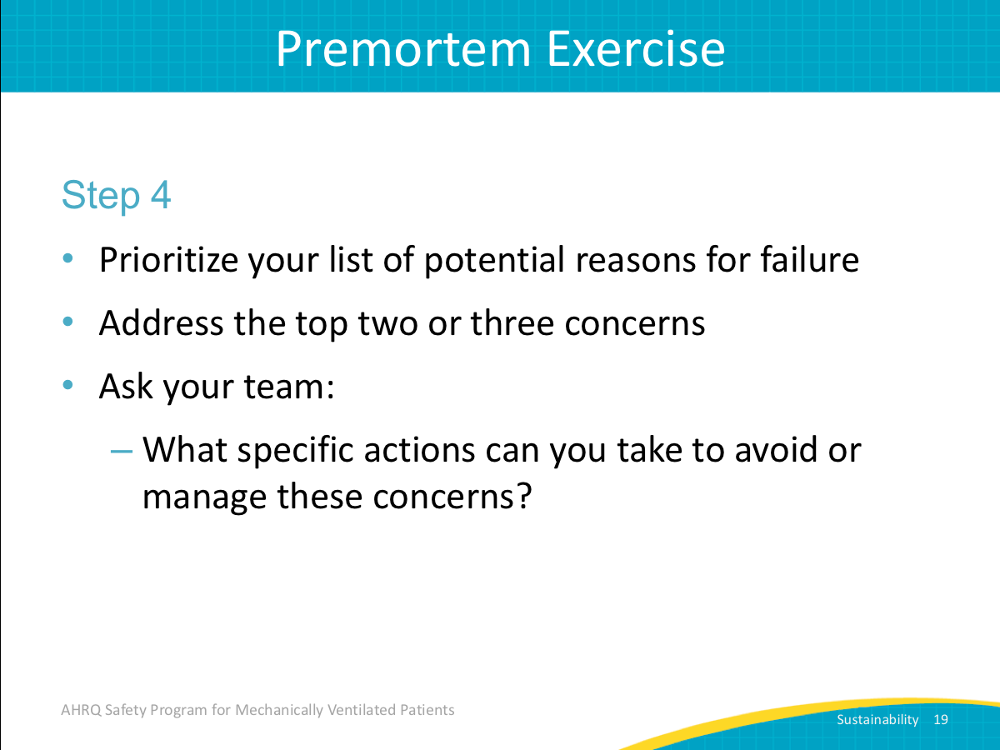 Premortem Exercise
Step 4
• Prioritize your list of potential reasons for failure
• Address the top two or three concerns
• Ask your team:
– What specific actions can you take to avoid or
manage these concerns?
AHRQ Safety Program for Mechanically Ventilated Patients
Sustainability 19